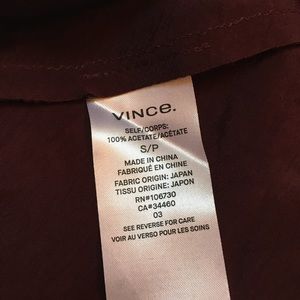 VINCE.
SELF/CORPS:
100% ACETATE/ACÉTATE
S/P
MADE IN CHINA
FABRIQUÉ EN CHINE
FABRIC ORIGIN: JAPAN
TISSU ORIGINE: JAPON
RN#106730
CA#34460
03
SEE REVERSE FOR CARE
VOIR AU VERSO POUR LES SOINS